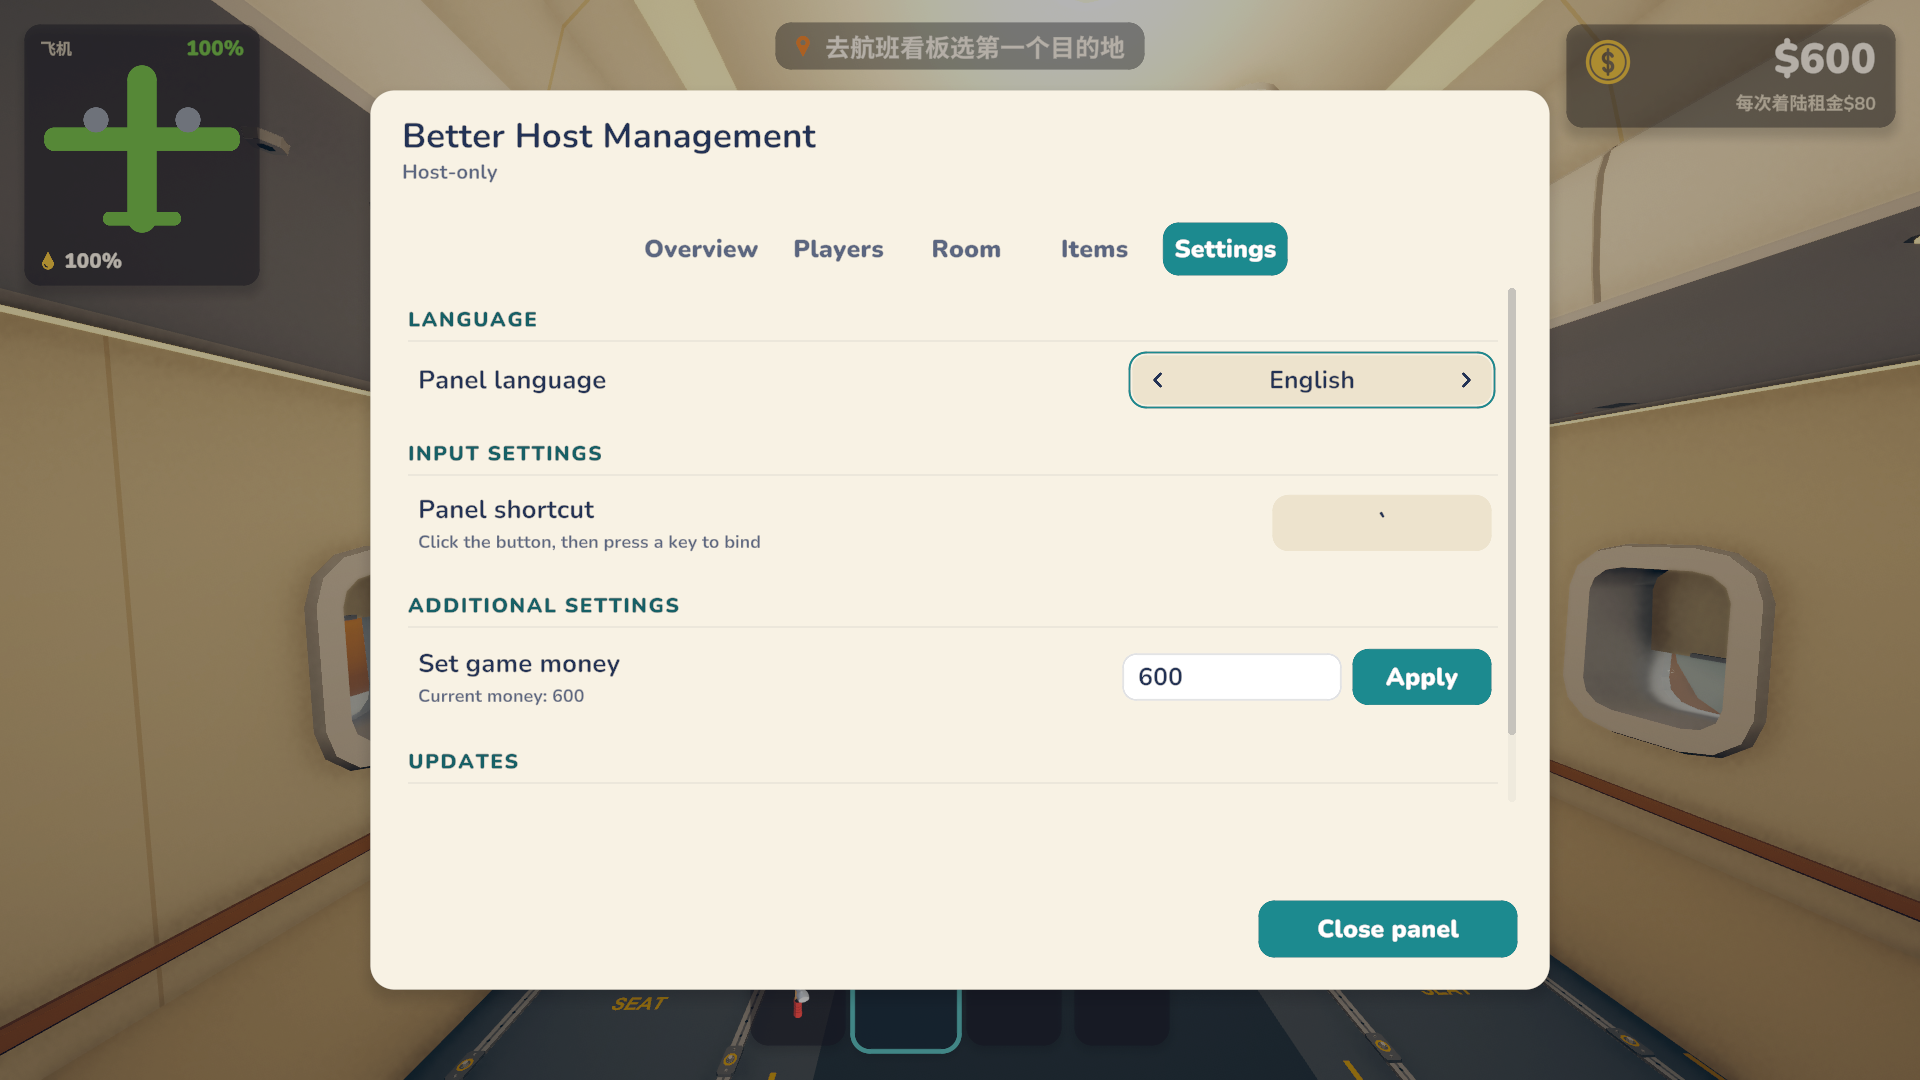 飞机
100%
100%
去航班看板选第一个目的地
$600
每次着陆租金$80
Better Host Management
Host-only
Overview
Players
Room
Items
Settings
LANGUAGE
Panel language
English
INPUT SETTINGS
Panel shortcut
`
Click the button, then press a key to bind
ADDITIONAL SETTINGS
Set game money
600
Apply
Current money: 600
UPDATES
Close panel
SEAT